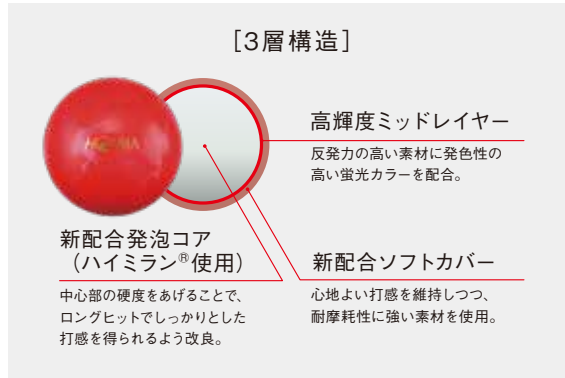 [3層構造]
HONMA
高輝度ミッドレイヤー
反発力の高い素材に発色性の
高い蛍光カラーを配合。
新配合発泡コア
（ハイミラン®使用）
中心部の硬度をあげることで、
ロングヒットでしっかりとした
打感を得られるよう改良。
新配合ソフトカバー
心地よい打感を維持しつつ、
耐摩耗性に強い素材を使用。